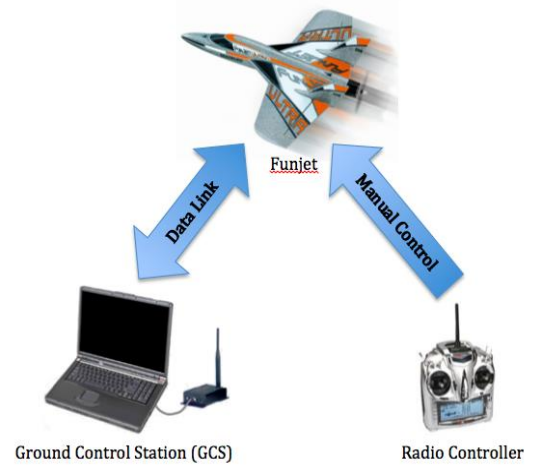 Funjet
Data Link
Manual Control
Ground Control Station (GCS)
Radio Controller